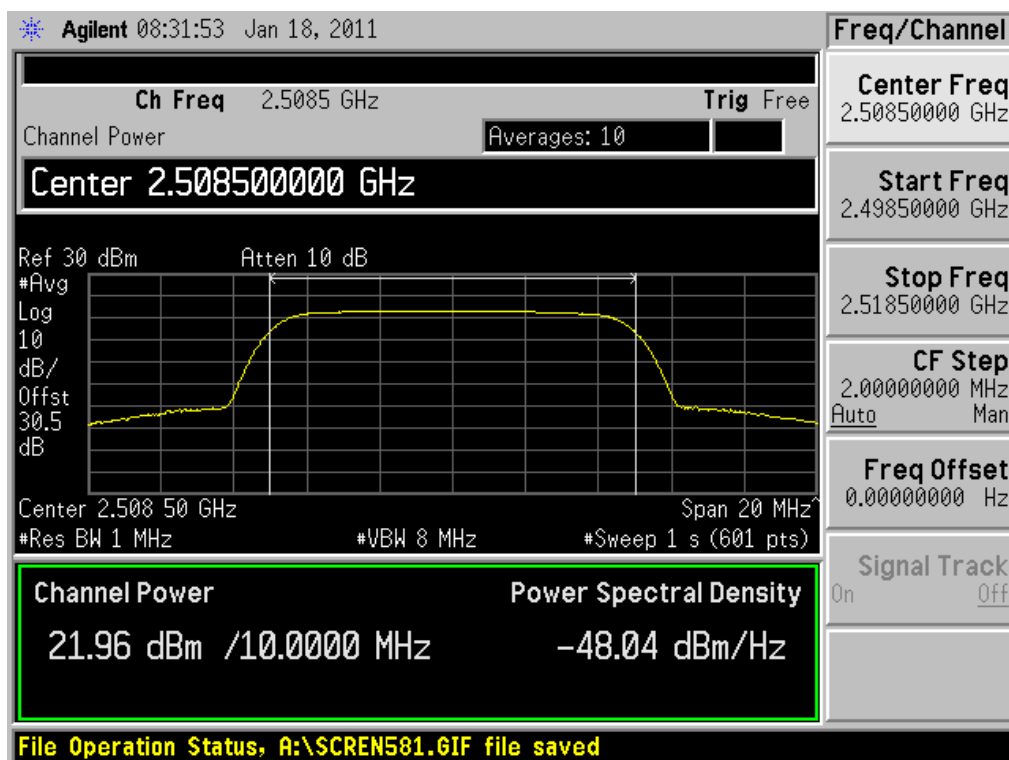 Agilent 08:31:53 Jan 18, 2011
Freq/Channel
Ch Freq 2.5085 GHz Trig Free
Channel Power Averages: 10
Center 2.508500000 GHz
Ref 30 dBm Atten 10 dB
#Avg
Log
10
dB/
Offst
30.5
dB
Center 2.508 50 GHz Span 20 MHz^
#Res BW 1 MHz #VBW 8 MHz #Sweep 1 s (601 pts)
Channel Power Power Spectral Density
21.96 dBm /10.0000 MHz -48.04 dBm/Hz
Center Freq
2.50850000 GHz
Start Freq
2.49850000 GHz
Stop Freq
2.51850000 GHz
CF Step
2.00000000 MHz
Auto Man
Freq Offset
0.00000000 Hz
Signal Track
On Off
File Operation Status, A:\SCREN581.GIF file saved